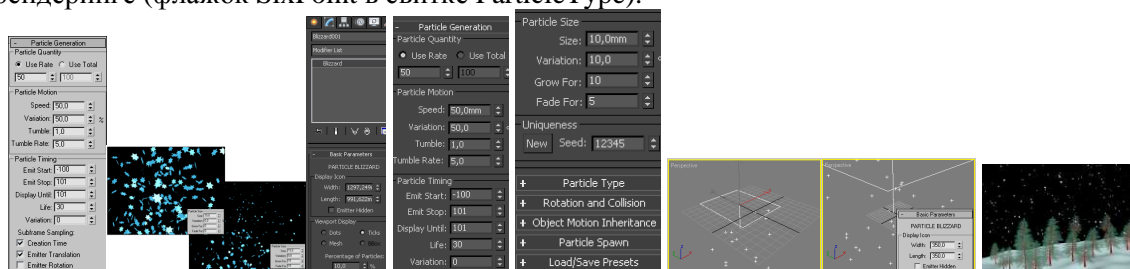 рендеринге (флажок SixPoint в свитке ParticleType).
- Particle Generation
Particle Quantity
Use Rate Use Total
50 100
Particle Motion
Speed: 50,0
Variation: 50,0 %
Tumble: 1,0
Tumble Rate: 5,0
Particle Timing
Emit Start: -100
Emit Stop: 101
Display Until: 101
Life: 30
Variation: 0
Subframe Sampling:
Creation Time
Emitter Translation
Emitter Rotation
Blizzard001
Modifier List
Blizzard
- Basic Parameters
PARTICLE BLIZZARD
Display Icon
Width: 1297,249
Length: 991,622m
Emitter Hidden
Viewport Display
Dots Ticks
Mesh BBox
Percentage of Particles:
10,0 %
- Particle Generation
Particle Quantity
Use Rate Use Total
50 100
Particle Motion
Speed: 50,0mm
Variation: 50,0
Tumble: 1,0
Tumble Rate: 5,0
Particle Timing
Emit Start: -100
Emit Stop: 101
Display Until: 101
Life: 30
Variation: 0
Particle Size
Size: 10,0mm
Variation: 10,0
Grow For: 10
Fade For: 5
Uniqueness
New Seed: 12345
+ Particle Type
+ Rotation and Collision
+ Object Motion Inheritance
+ Particle Spawn
+ Load/Save Presets
Perspective
Perspective
- Basic Parameters
PARTICLE BLIZZARD
Display Icon
Width: 350,0
Length: 350,0
Emitter Hidden